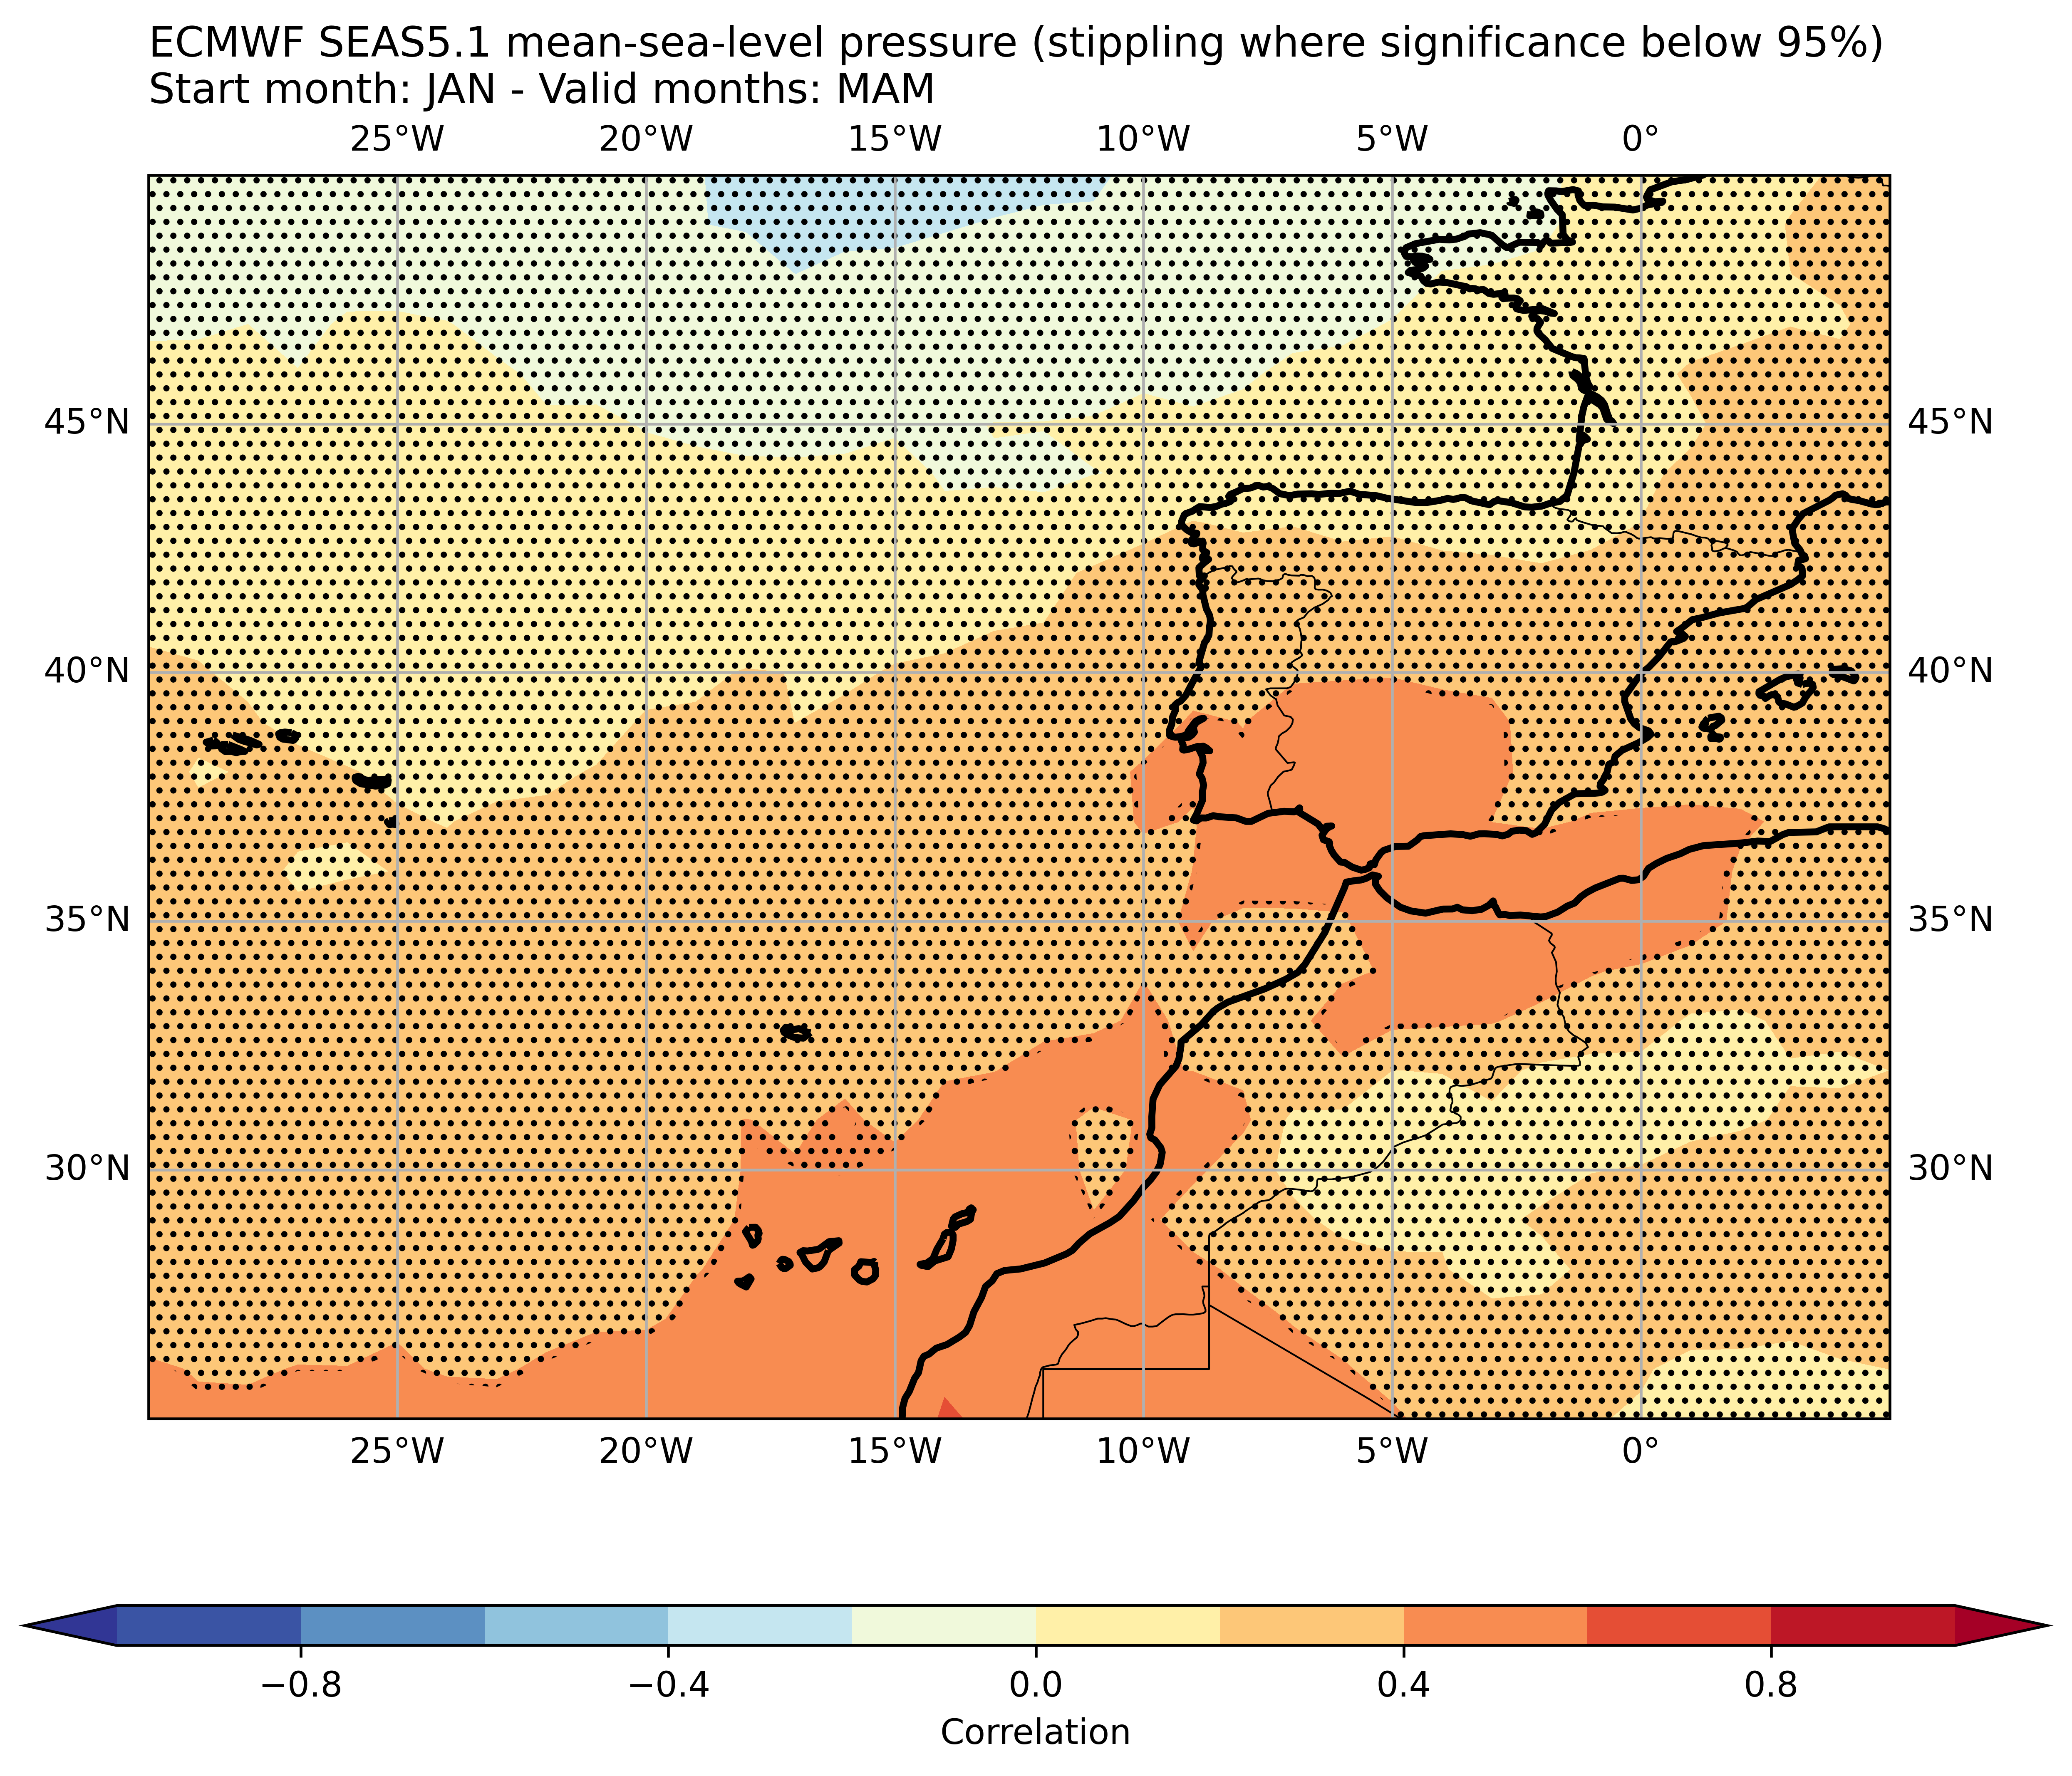 ECMWF SEAS5.1 mean-sea-level pressure (stippling where significance below 95%)
Start month: JAN - Valid months: MAM
25°W 20°W 15°W 10°W 5°W 0°
45°N 45°N
40°N 40°N
35°N 35°N
30°N 30°N
25°W 20°W 15°W 10°W 5°W 0°
−0.8 −0.4 0.0 0.4 0.8
Correlation